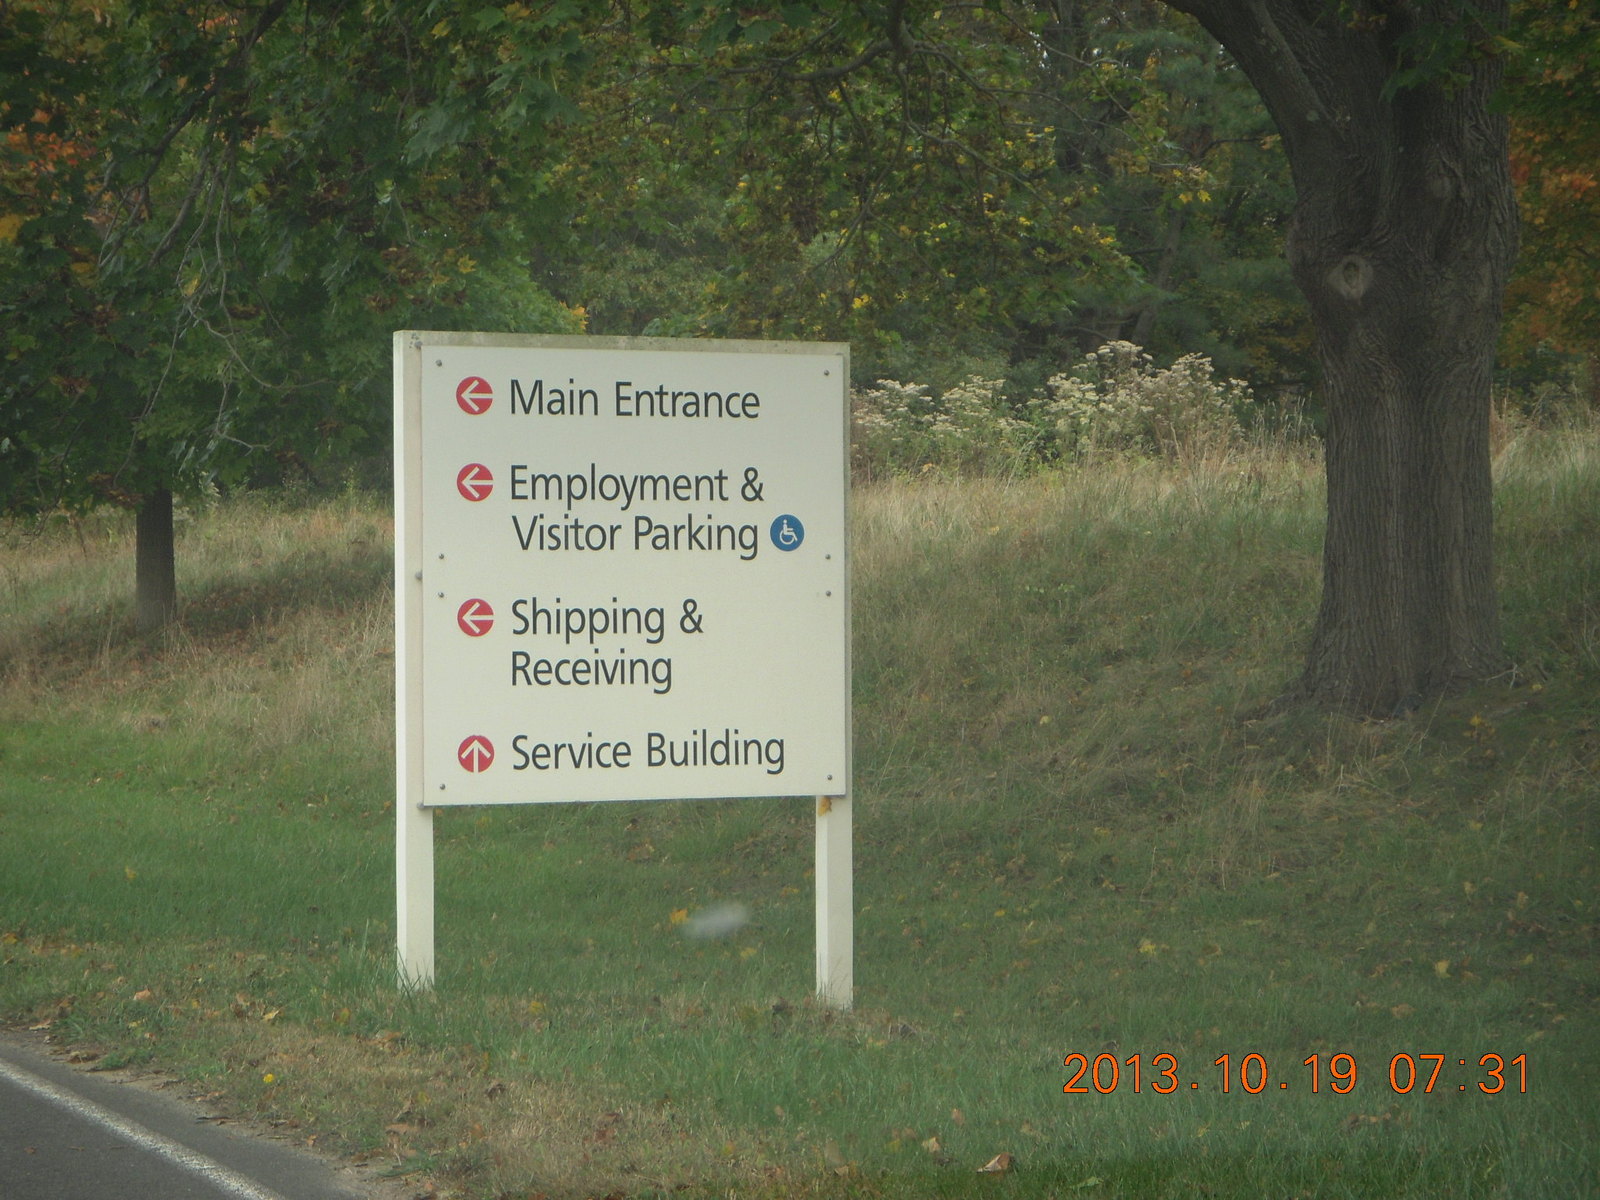 Main Entrance
Employment &
Visitor Parking
Shipping &
Receiving
Service Building
2013.10.19 07:31